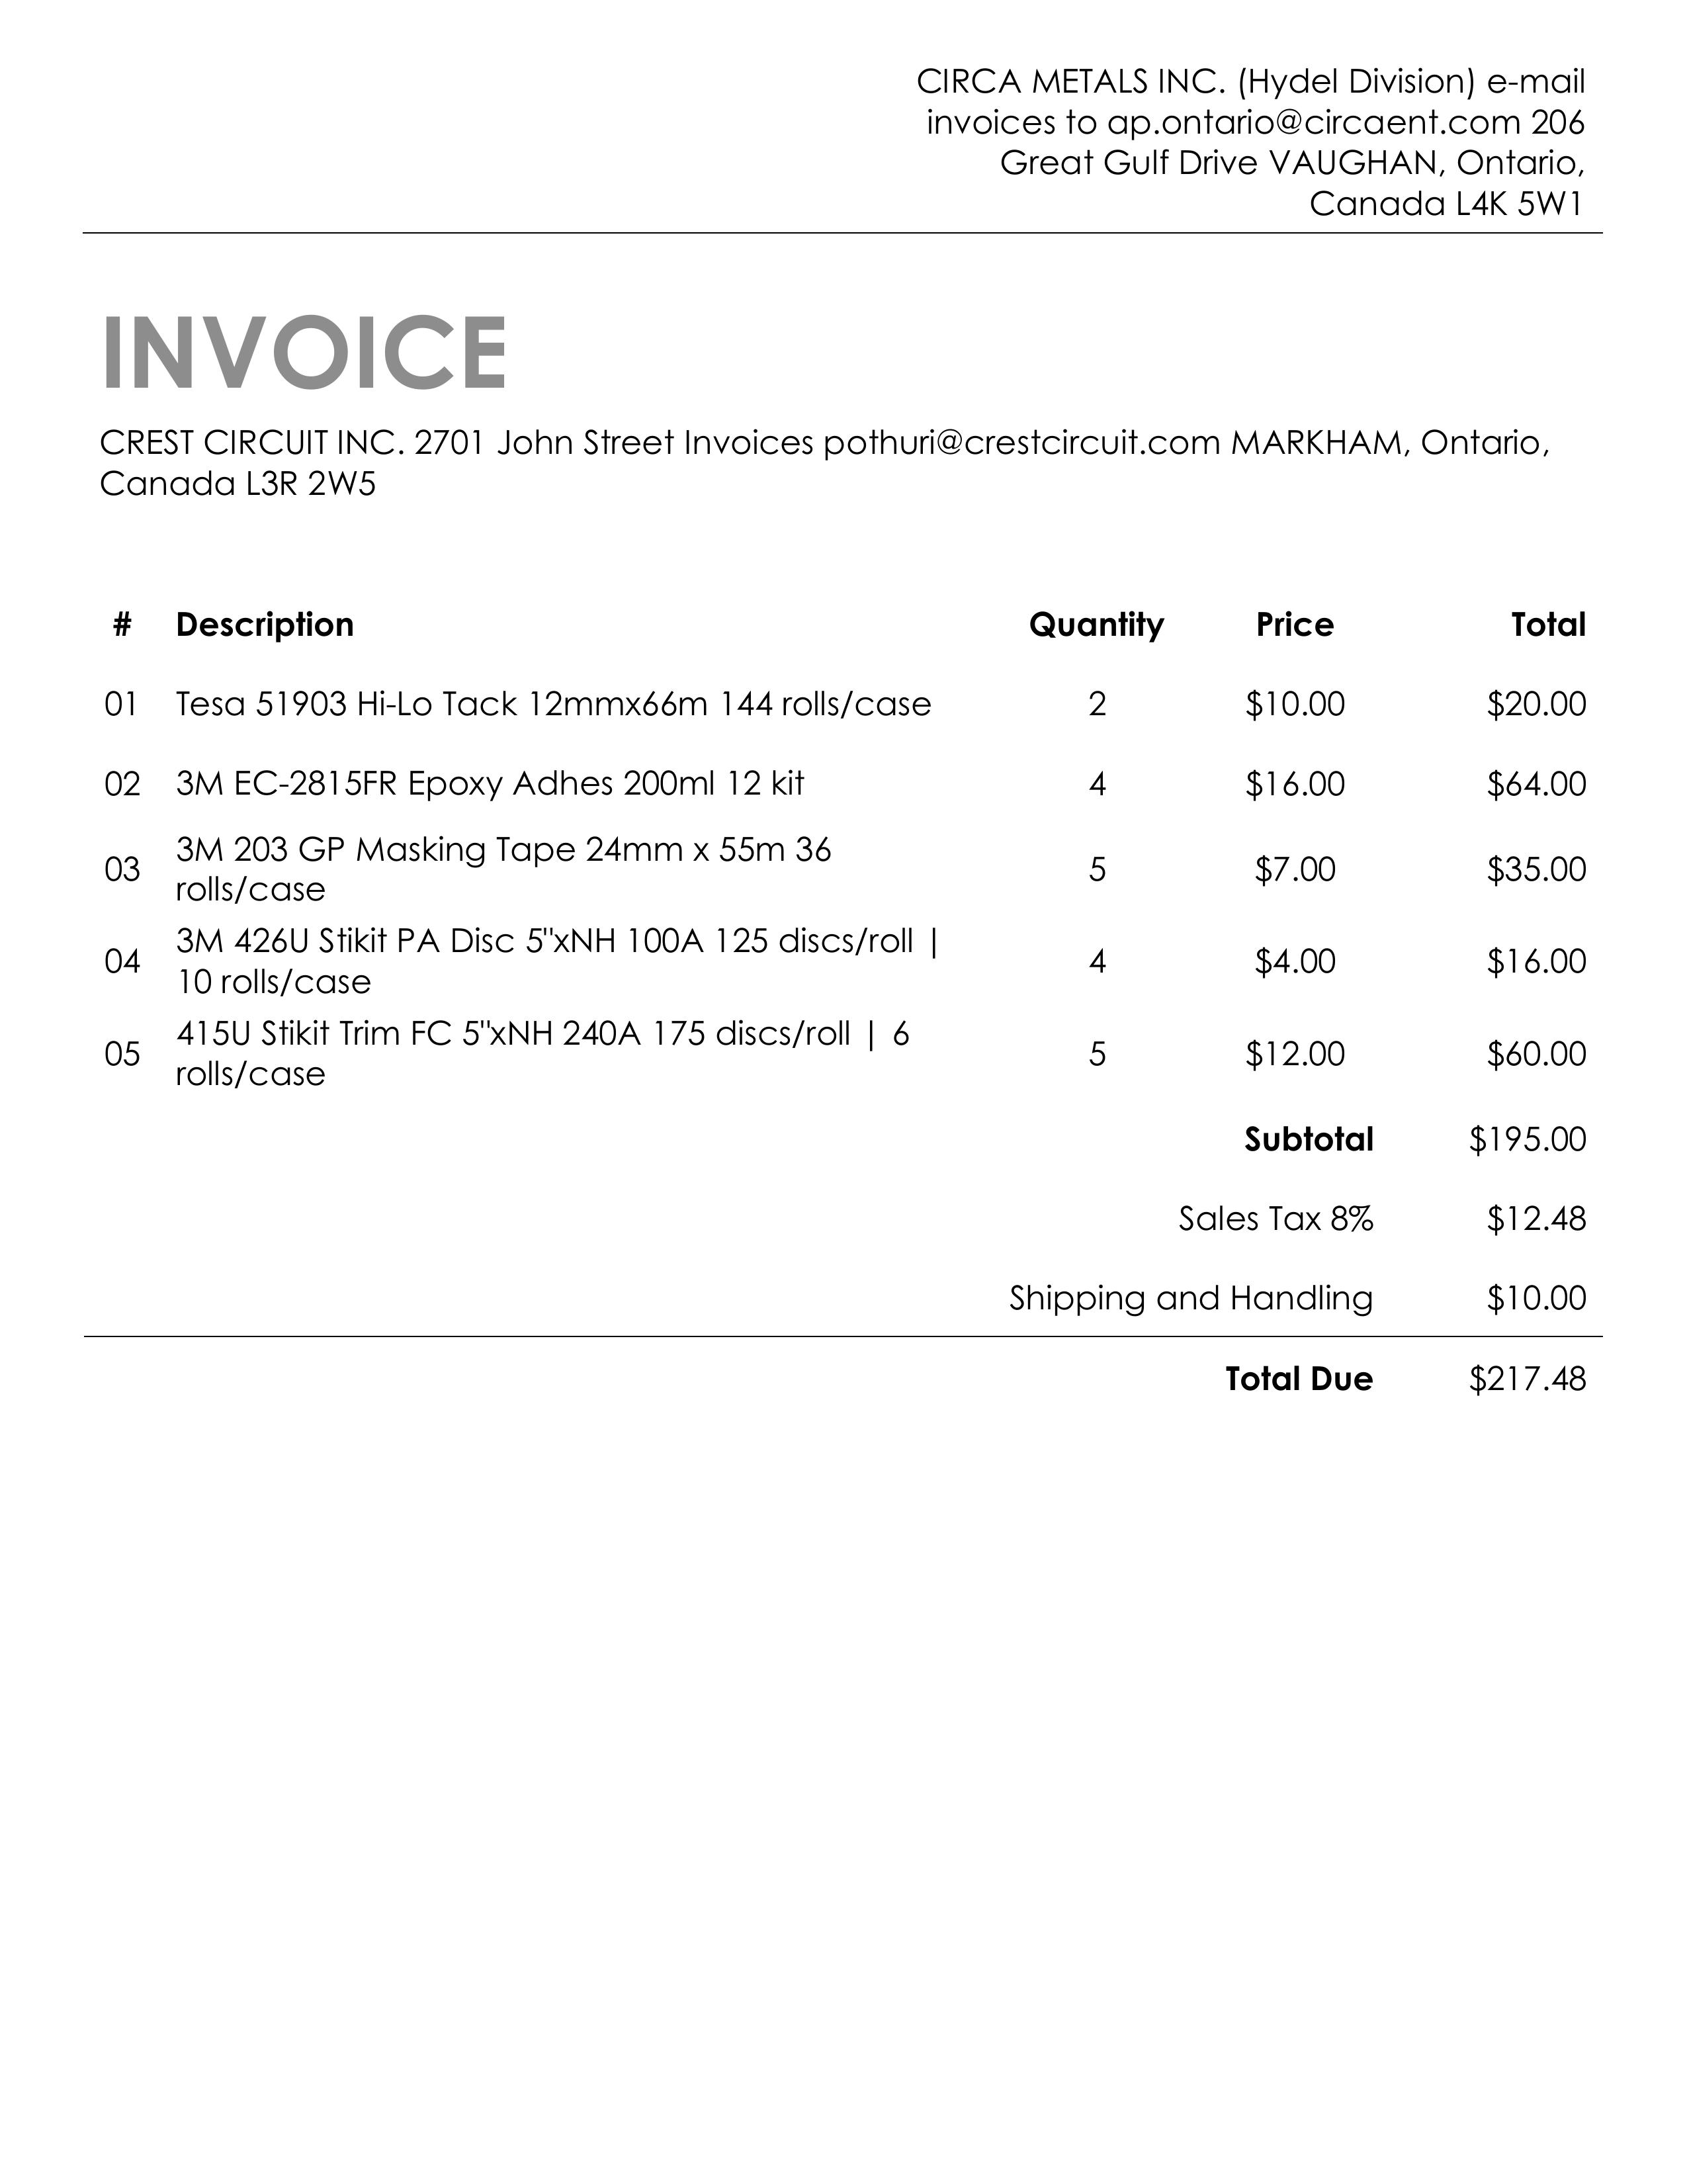 CIRCA METALS INC. (Hydel Division) e-mail
invoices to ap.ontario@circaent.com 206
Great Gulf Drive VAUGHAN, Ontario,
Canada L4K 5W1
INVOICE
CREST CIRCUIT INC. 2701 John Street Invoices pothuri@crestcircuit.com MARKHAM, Ontario,
Canada L3R 2W5
# Description Quantity Price Total
01 Tesa 51903 Hi-Lo Tack 12mmx66m 144 rolls/case 2 $10.00 $20.00
02 3M EC-2815FR Epoxy Adhes 200ml 12 kit 4 $16.00 $64.00
03 3M 203 GP Masking Tape 24mm x 55m 36
rolls/case 5 $7.00 $35.00
04 3M 426U Stikit PA Disc 5"xNH 100A 125 discs/roll |
10 rolls/case 4 $4.00 $16.00
05 415U Stikit Trim FC 5"xNH 240A 175 discs/roll | 6
rolls/case 5 $12.00 $60.00
Subtotal $195.00
Sales Tax 8% $12.48
Shipping and Handling $10.00
Total Due $217.48